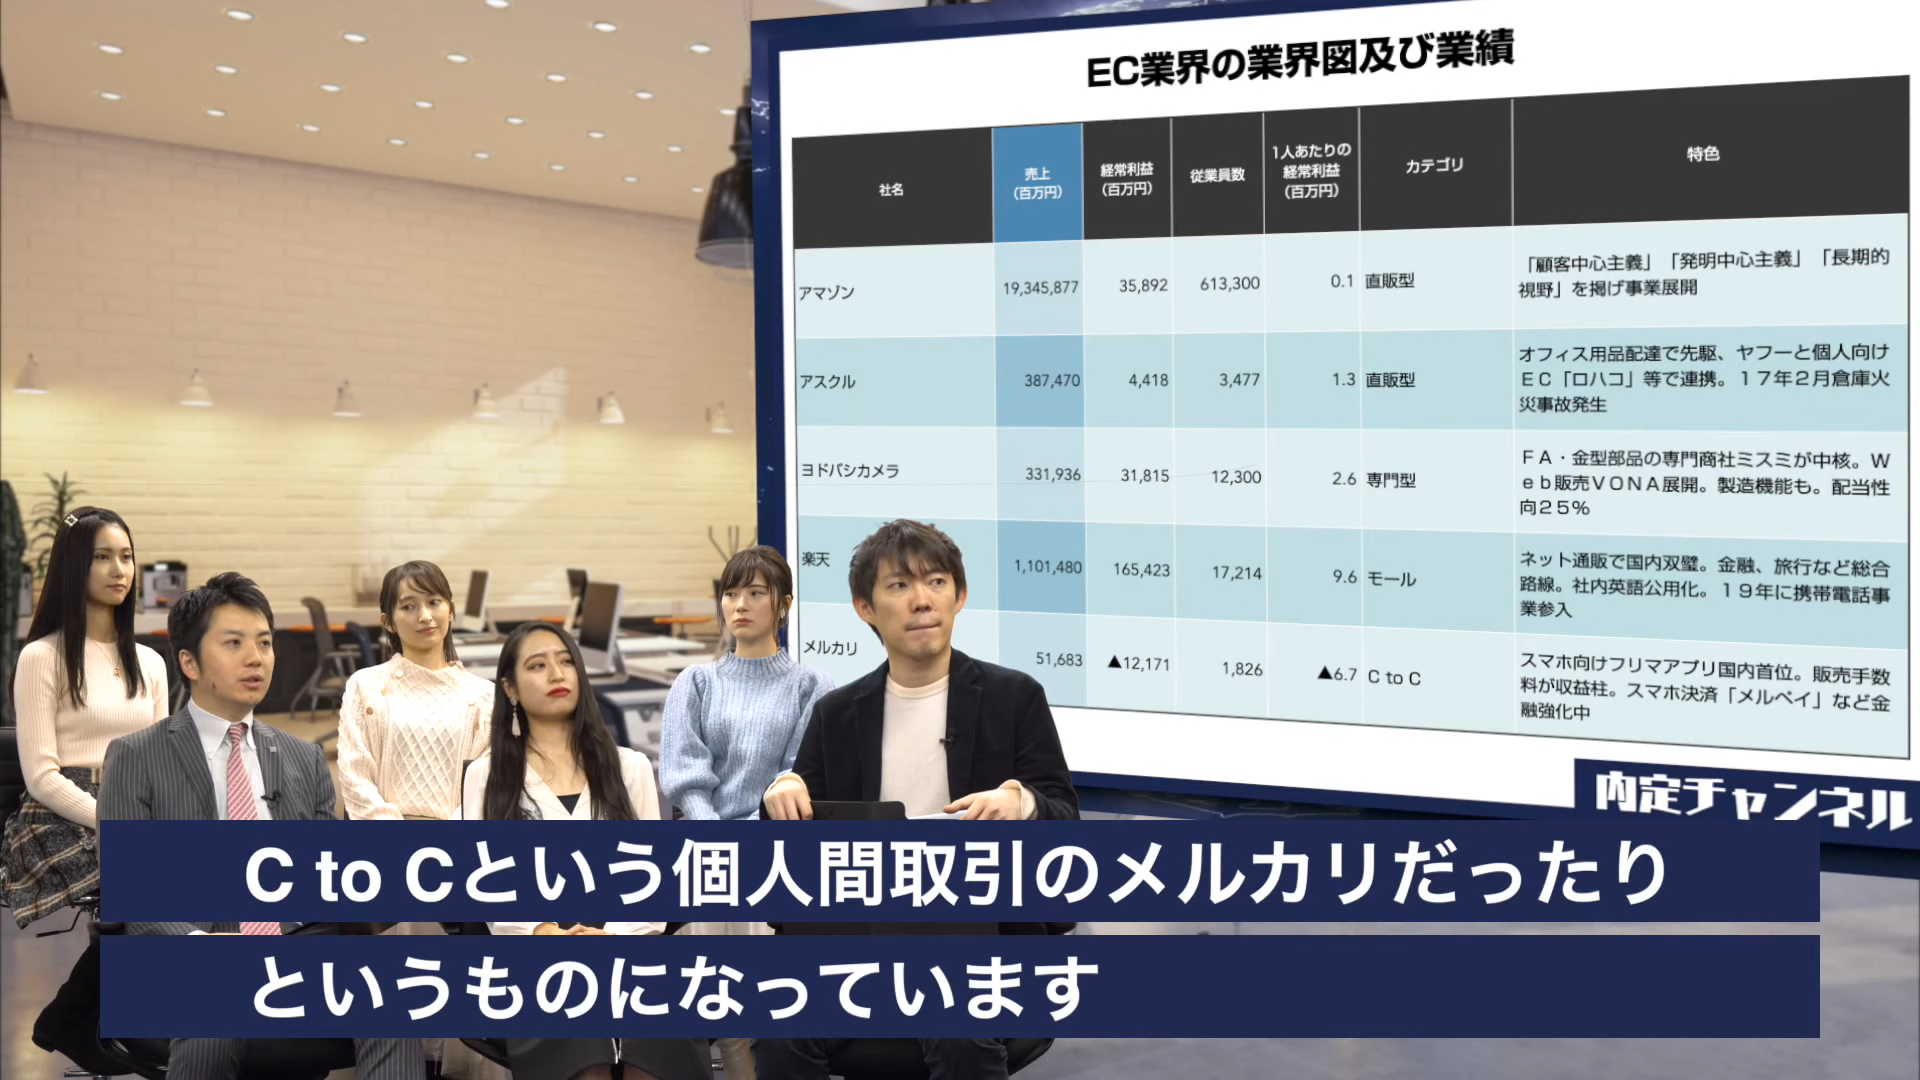 EC業界の業界図及び業績
社名
売上
（百万円）
経常利益
（百万円）
従業員数
1人あたりの
経常利益
（百万円）
カテゴリ
特色
アマゾン
19,345,877
35,892
613,300
0.1
直販型
「顧客中心主義」「発明中心主義」「長期的
視野」を掲げ事業展開
アスクル
387,470
4,418
3,477
1.3
直販型
オフィス用品配達で先駆、ヤフーと個人向け
ＥＣ「ロハコ」等で連携。１７年２月倉庫火
災事故発生
ヨドバシカメラ
331,936
31,815
12,300
2.6
専門型
ＦＡ・金型部品の専門商社ミスミが中核。Ｗ
ｅｂ販売ＶＯＮＡ展開。製造機能も。配当性
向２５％
楽天
1,101,480
165,423
17,214
9.6
モール
ネット通販で国内双璧。金融、旅行など総合
路線。社内英語公用化。１９年に携帯電話事
業参入
メルカリ
51,683
▲12,171
1,826
▲6.7
C to C
スマホ向けフリマアプリ国内首位。販売手数
料が収益柱。スマホ決済「メルペイ」など金
融強化中
内定チャンネル
C to Cという個人間取引のメルカリだったり
というものになっています